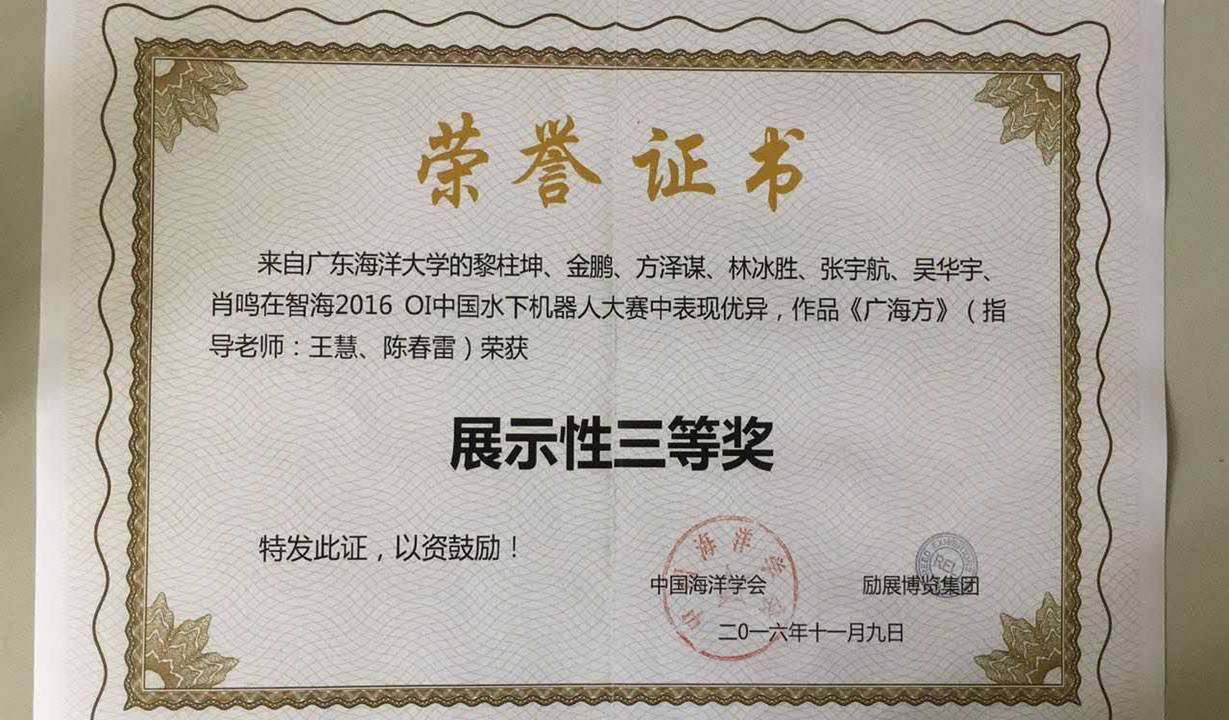 荣誉证书
来自广东海洋大学的黎柱坤、金鹏、方泽谋、林冰胜、张宇航、吴华宇、
肖鸣在智海2016 OI中国水下机器人大赛中表现优异，作品《广海方》（指
导老师：王慧、陈春雷）荣获
展示性三等奖
特发此证，以资鼓励！
中国海洋学会
励展博览集团
二0一六年十一月九日
REL